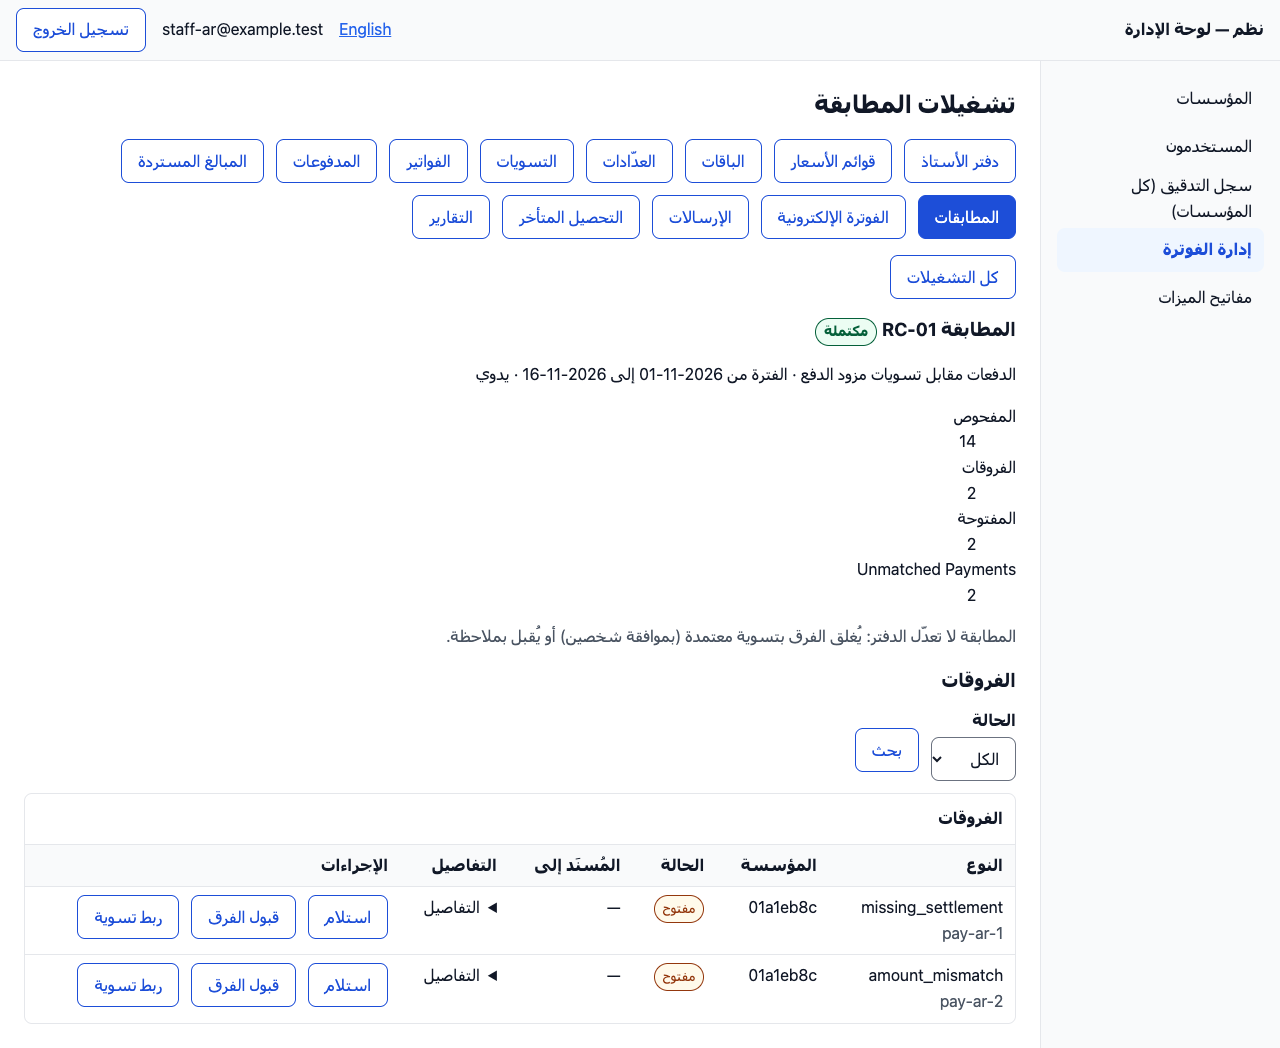 نظم — لوحة الإدارة
English
staff-ar@example.test
تسجيل الخروج
المؤسسات
المستخدمون
سجل التدقيق (كل المؤسسات)
إدارة الفوترة
مفاتيح الميزات
تشغيلات المطابقة
دفتر الأستاذ قوائم الأسعار الباقات العدّادات التسويات الفواتير المدفوعات المبالغ المستردة
المطابقات الفوترة الإلكترونية الإرسالات التحصيل المتأخر التقارير
كل التشغيلات
المطابقة RC-01 مكتملة
الدفعات مقابل تسويات مزود الدفع · الفترة من 2026-11-01 إلى 2026-11-16 · يدوي
المفحوص
14
الفروقات
2
المفتوحة
2
Unmatched Payments
2
المطابقة لا تعدّل الدفتر: يُغلق الفرق بتسوية معتمدة (بموافقة شخصين) أو يُقبل بملاحظة.
الفروقات
الحالة
الكل
بحث
الفروقات
النوع المؤسسة الحالة المُسنَد إلى التفاصيل الإجراءات
missing_settlement 01a1eb8c مفتوح — التفاصيل استلام قبول الفرق ربط تسوية
pay-ar-1
amount_mismatch 01a1eb8c مفتوح — التفاصيل استلام قبول الفرق ربط تسوية
pay-ar-2